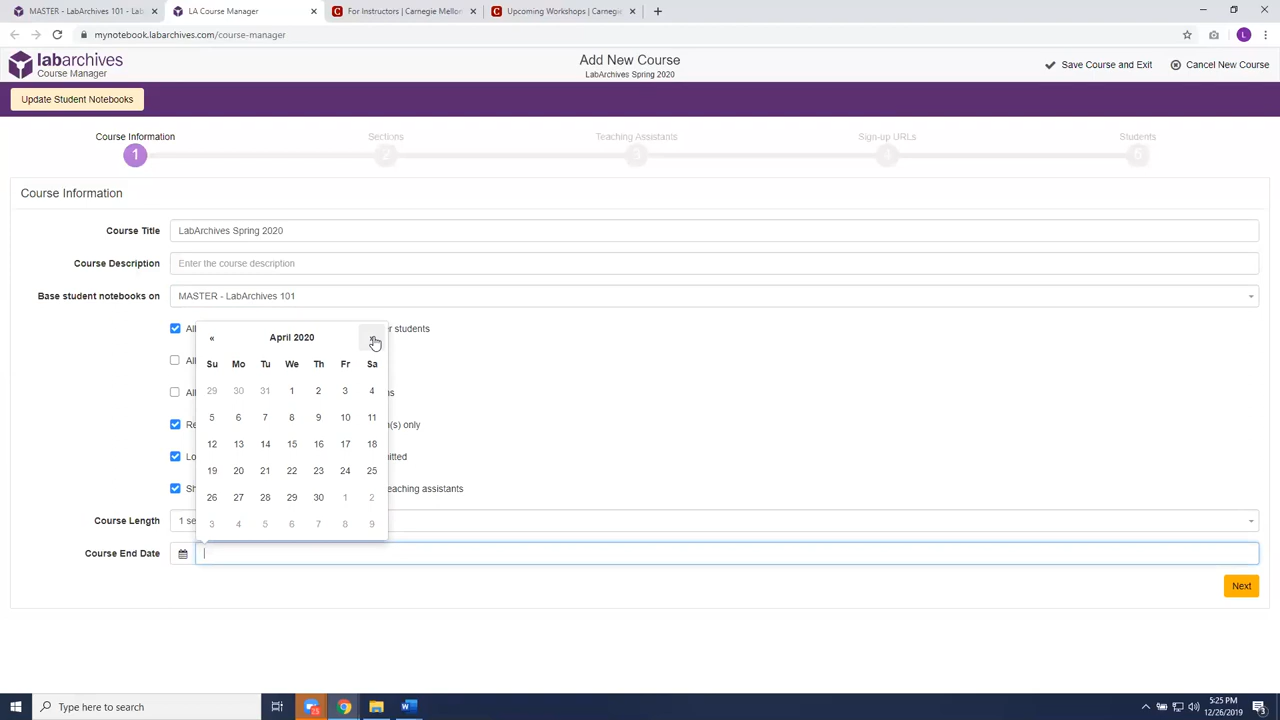 MASTER - LabArchives 101 - Lab
LA Course Manager
For Instructors | Carnegie Mellon
Upcoming Workshops | Carnegie
mynotebook.labarchives.com/course-manager
labarchives
Course Manager
Add New Course
LabArchives Spring 2020
Save Course and Exit
Cancel New Course
Update Student Notebooks
Course Information Sections Teaching Assistants Sign-up URLs Students
1 2 3 4
Course Information
Course Title LabArchives Spring 2020
Course Description Enter the course description
Base student notebooks on MASTER - LabArchives 101
All r students
« April 2020
All
Su Mo Tu We Th Fr Sa
29 30 31 1 2 3 4
All s
5 6 7 8 9 10 11
Re (s) only
12 13 14 15 16 17 18
Lo mitted
19 20 21 22 23 24 25
Sh eaching assistants
26 27 28 29 30 1 2
Course Length 1 se
3 4 5 6 7 8 9
Course End Date
Next
Type here to search
5:25 PM
12/26/2019